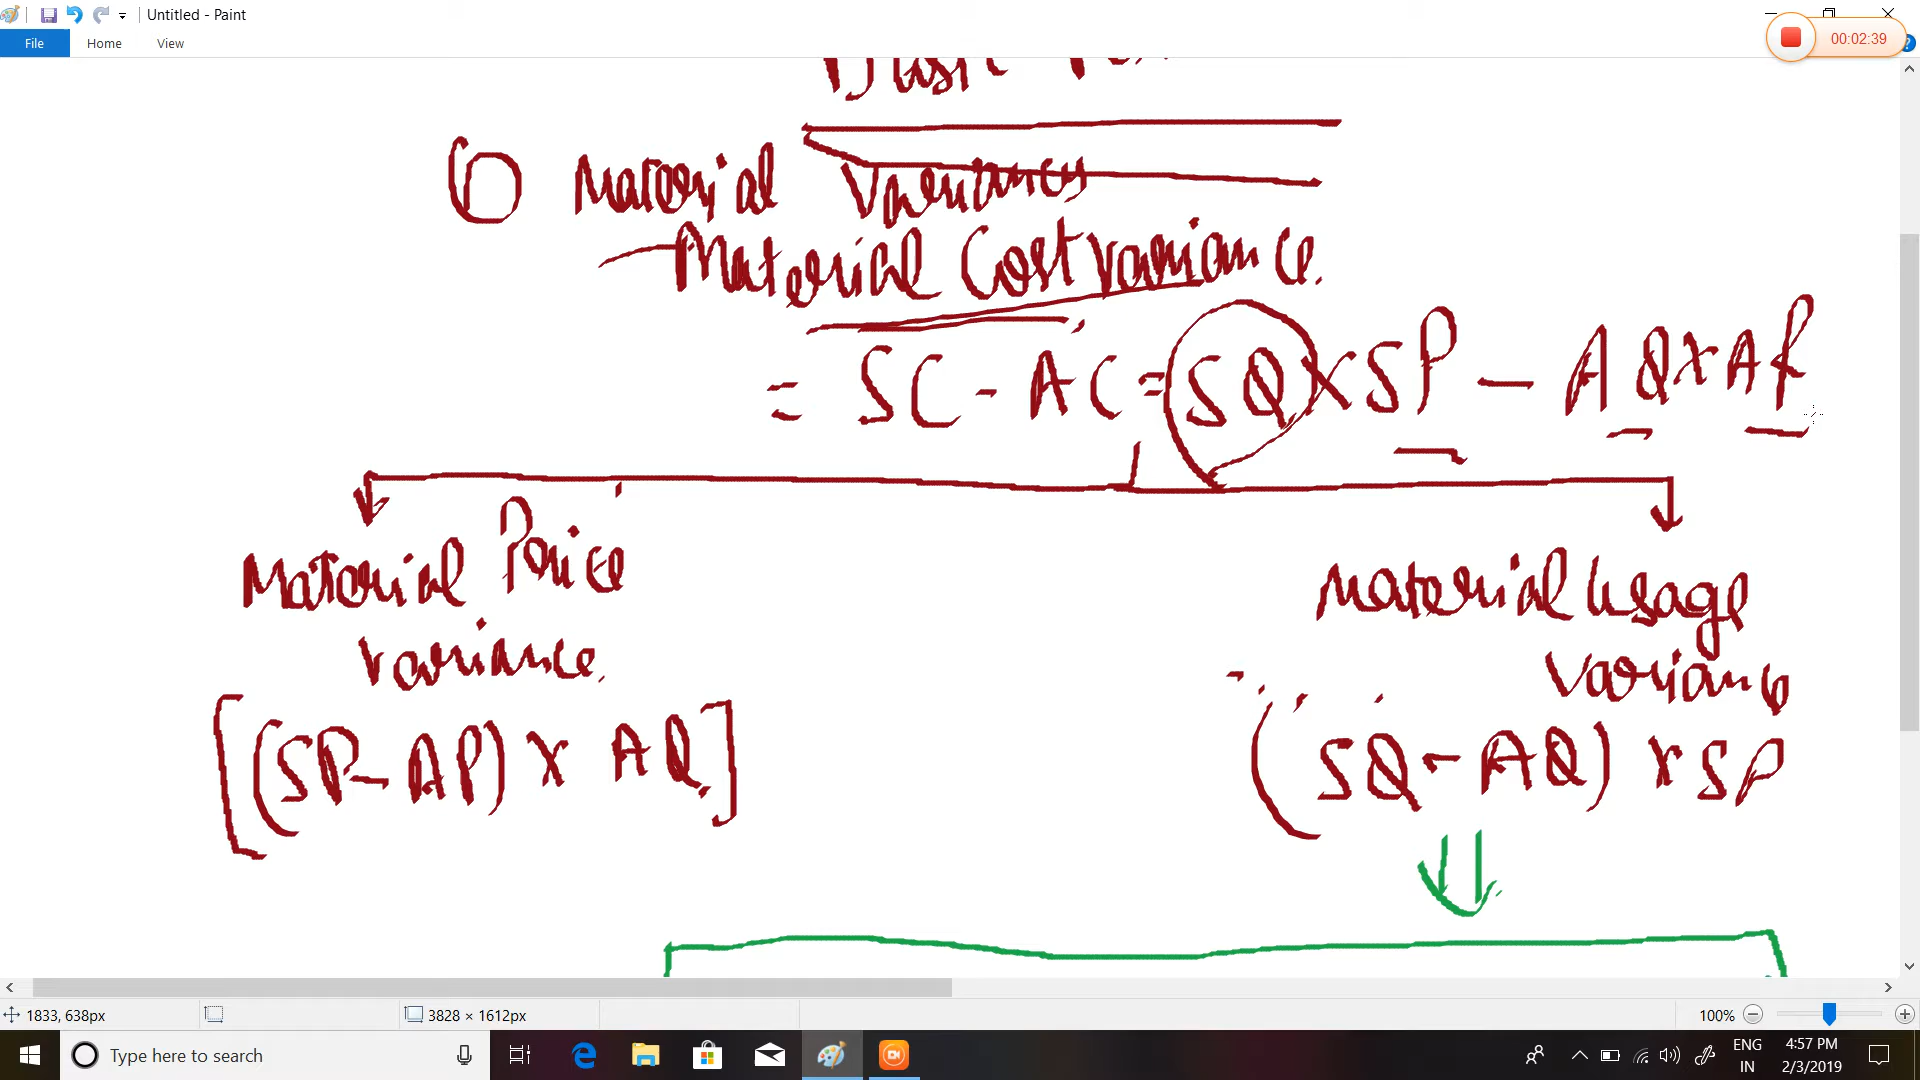 Untitled - Paint
00:02:39
File
Home
View
Material Variances
Material Cost Variance.
= SC - AC = SQ X SP - AQ X AP
Material Price
variance.
[(SP - AP) X AQ]
Material Usage
Variance
(SQ - AQ) X SP
1833, 638px
3828 × 1612px
100%
Type here to search
ENG
IN
4:57 PM
2/3/2019